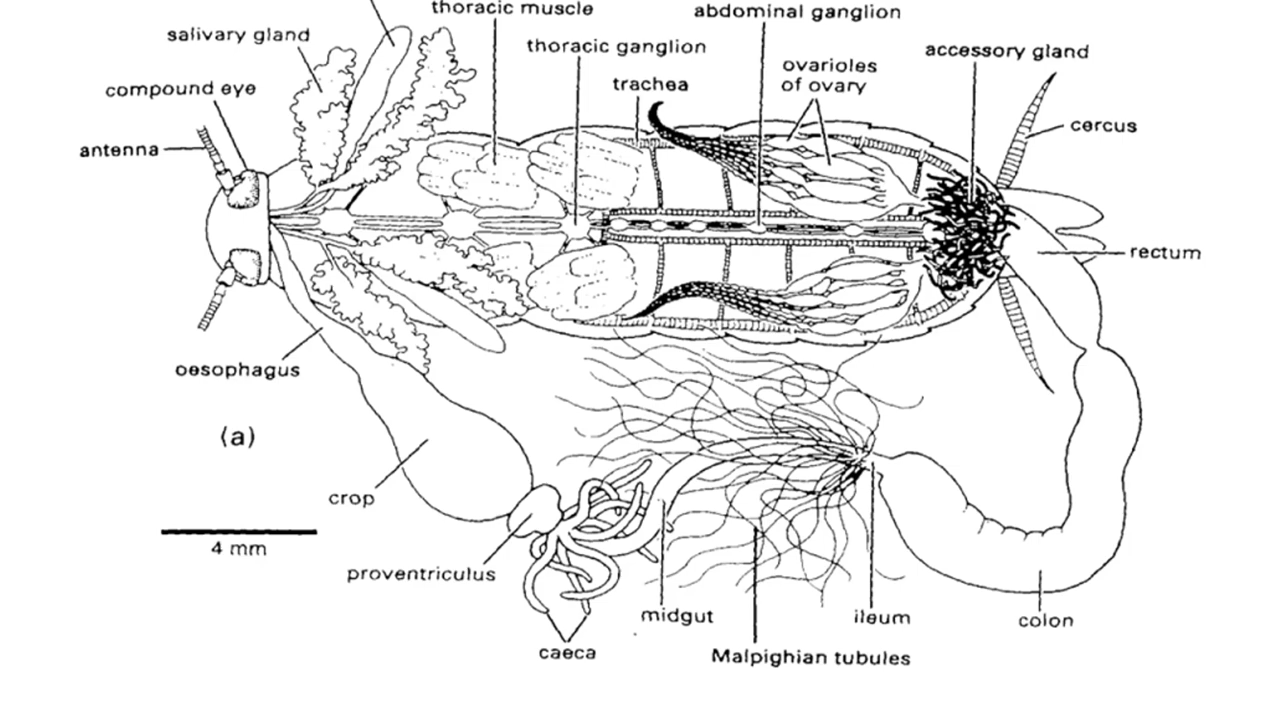 thoracic muscle
abdominal ganglion
salivary gland
thoracic ganglion
accessory gland
ovarioles
of ovary
compound eye
trachea
cercus
antenna
rectum
oesophagus
(a)
crop
4 mm
proventriculus
midgut
ileum
colon
caeca
Malpighian tubules